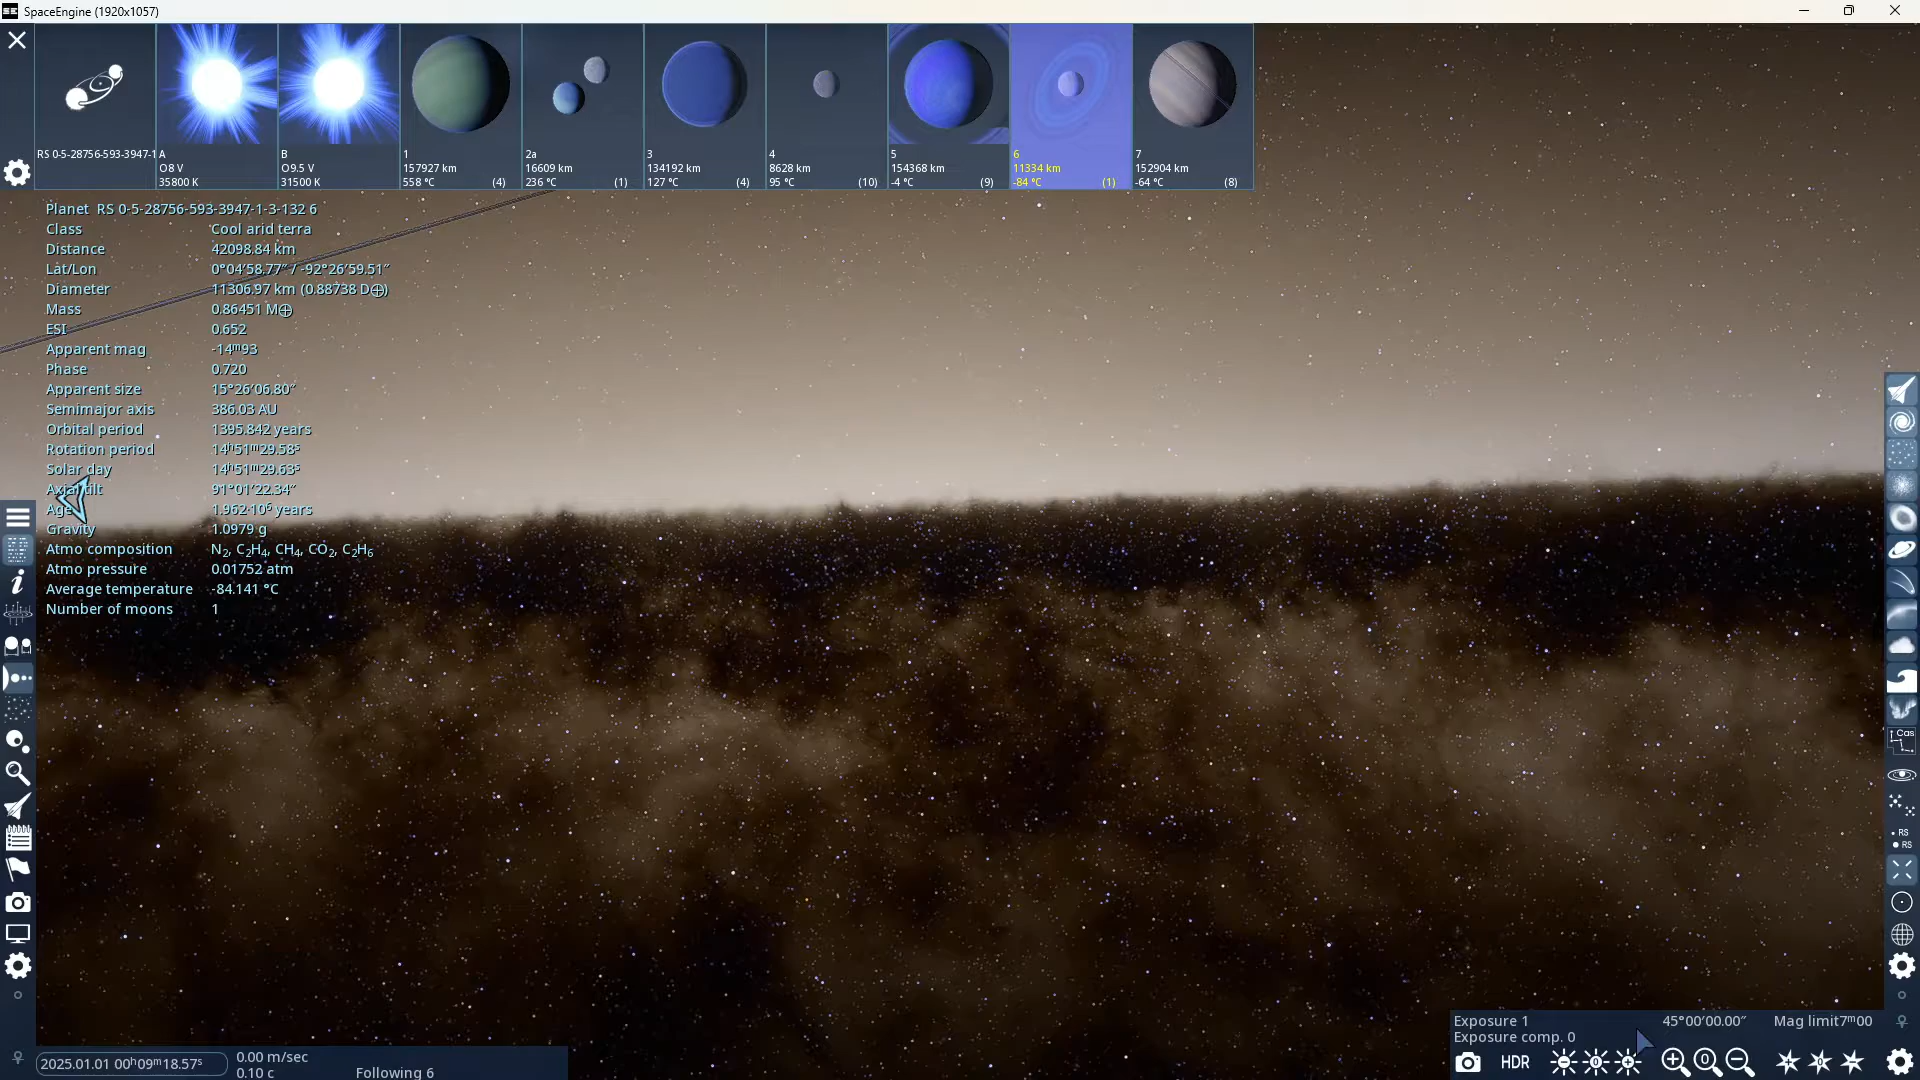 SpaceEngine (1920x1057)
RS 0-5-28756-593-3947-1
A
O8 V
35800 K
B
O9.5 V
31500 K
1
157927 km
558 °C (4)
2a
16609 km
236 °C (1)
3
134192 km
127 °C (4)
4
8628 km
95 °C (10)
5
154368 km
-4 °C (9)
6
11334 km
-84 °C (1)
7
152904 km
-64 °C (8)
Planet RS 0-5-28756-593-3947-1-3-132 6
Class Cool arid terra
Distance 42098.84 km
Lat/Lon 0°04'58.77" / -92°26'59.51"
Diameter 11306.97 km (0.88738 D⊕)
Mass 0.86451 M⊕
ESI 0.652
Apparent mag -14ᵐ93
Phase 0.720
Apparent size 15°26'06.80"
Semimajor axis 386.03 AU
Orbital period 1395.842 years
Rotation period 14ʰ51ᵐ29.58ˢ
Solar day 14ʰ51ᵐ29.63ˢ
Axial tilt 91°01'22.34"
Age 1.962·10⁶ years
Gravity 1.0979 g
Atmo composition N₂, C₂H₄, CH₄, CO₂, C₂H₆
Atmo pressure 0.01752 atm
Average temperature -84.141 °C
Number of moons 1
Cas
RS
RS
Exposure 1 45°00'00.00" Mag limit 7ᵐ00
Exposure comp. 0
HDR
2025.01.01 00ʰ09ᵐ18.57ˢ
0.00 m/sec
0.10 c Following 6